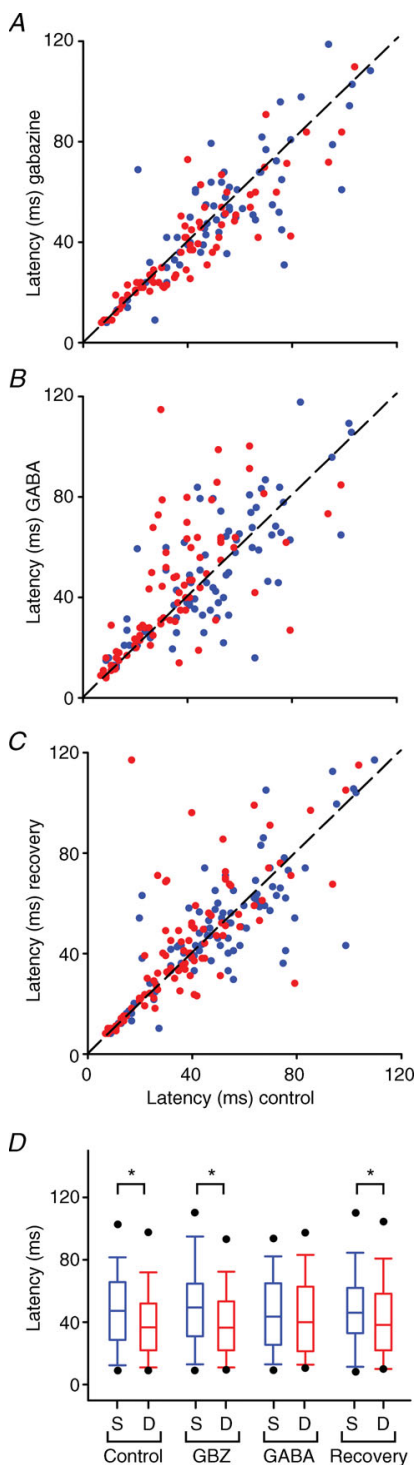 A
Latency (ms) gabazine
120
80
40
0
B
Latency (ms) GABA
120
80
40
0
C
Latency (ms) recovery
120
80
40
0
0 40 80 120
Latency (ms) control
D
Latency (ms)
120
80
40
0
* * *
S D S D S D S D
Control GBZ GABA Recovery